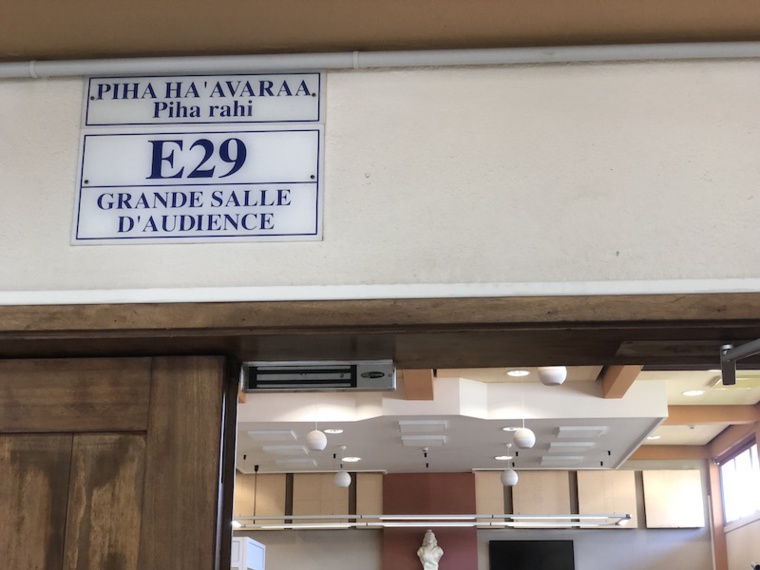 PIHA HA'AVARAA
Piha rahi
E29
GRANDE SALLE
D'AUDIENCE